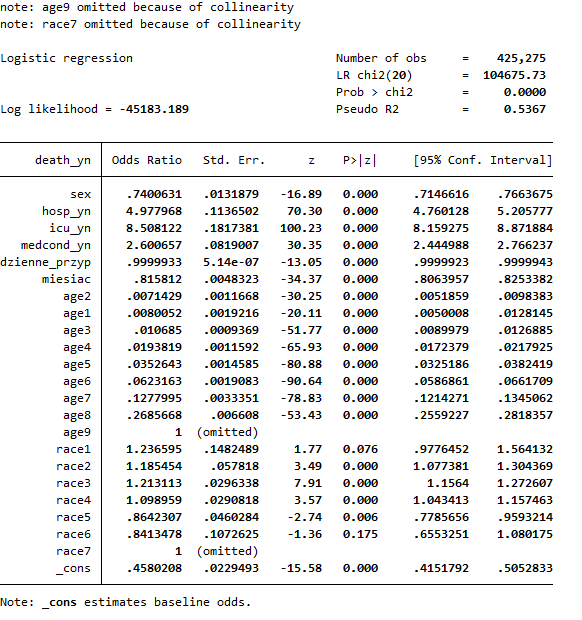 note: age9 omitted because of collinearity
note: race7 omitted because of collinearity
Logistic regression Number of obs = 425,275
LR chi2(20) = 104675.73
Prob > chi2 = 0.0000
Log likelihood = -45183.189 Pseudo R2 = 0.5367
death_yn Odds Ratio Std. Err. z P>|z| [95% Conf. Interval]
sex .7400631 .0131879 -16.89 0.000 .7146616 .7663675
hosp_yn 4.977968 .1136502 70.30 0.000 4.760128 5.205777
icu_yn 8.508122 .1817381 100.23 0.000 8.159275 8.871884
medcond_yn 2.600657 .0819007 30.35 0.000 2.444988 2.766237
dzienne_przyp .9999933 5.14e-07 -13.05 0.000 .9999923 .9999943
miesiac .815812 .0048323 -34.37 0.000 .8063957 .8253382
age2 .0071429 .0011668 -30.25 0.000 .0051859 .0098383
age1 .0080052 .0019216 -20.11 0.000 .0050008 .0128145
age3 .010685 .0009369 -51.77 0.000 .0089979 .0126885
age4 .0193819 .0011592 -65.93 0.000 .0172379 .0217925
age5 .0352643 .0014585 -80.88 0.000 .0325186 .0382419
age6 .0623163 .0019083 -90.64 0.000 .0586861 .0661709
age7 .1277995 .0033351 -78.83 0.000 .1214271 .1345062
age8 .2685668 .006608 -53.43 0.000 .2559227 .2818357
age9 1 (omitted)
race1 1.236595 .1482489 1.77 0.076 .9776452 1.564132
race2 1.185454 .057818 3.49 0.000 1.077381 1.304369
race3 1.213113 .0296338 7.91 0.000 1.1564 1.272607
race4 1.098959 .0290818 3.57 0.000 1.043413 1.157463
race5 .8642307 .0460284 -2.74 0.006 .7785656 .9593214
race6 .8413478 .1072625 -1.36 0.175 .6553251 1.080175
race7 1 (omitted)
_cons .4580208 .0229493 -15.58 0.000 .4151792 .5052833
Note: _cons estimates baseline odds.